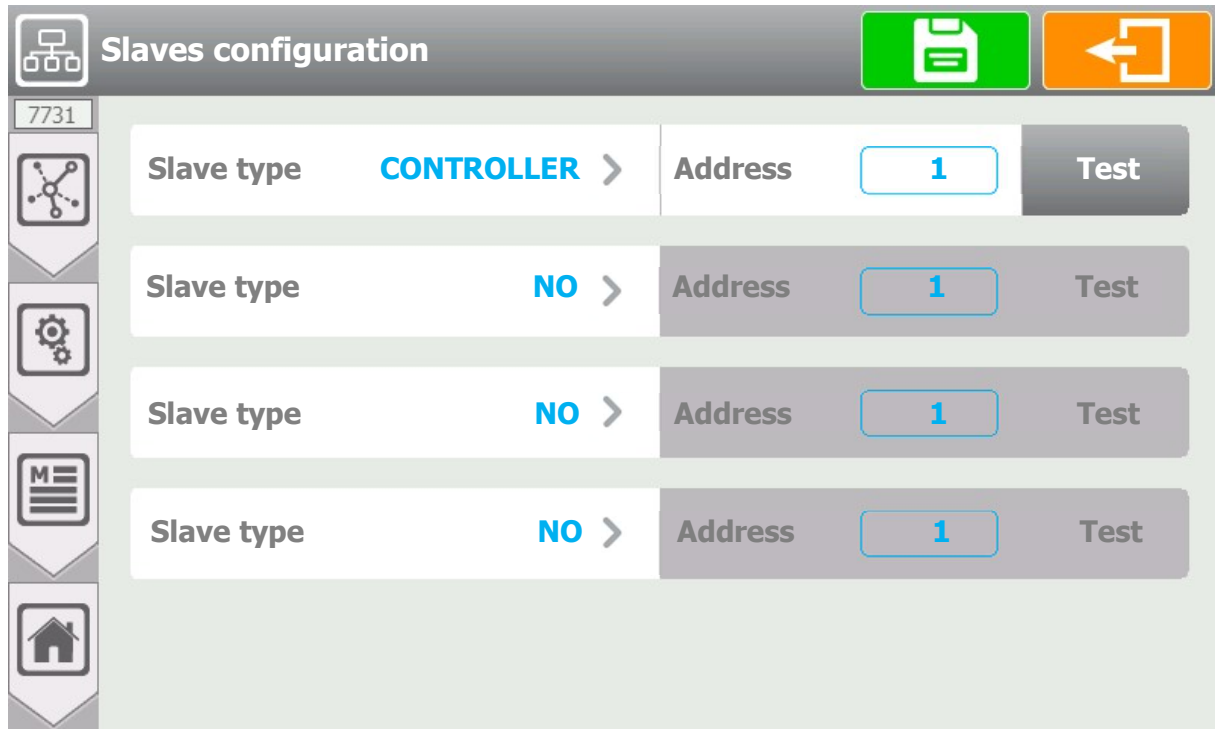 Slaves configuration
7731
Slave type CONTROLLER Address 1 Test
Slave type NO Address 1 Test
Slave type NO Address 1 Test
M
Slave type NO Address 1 Test